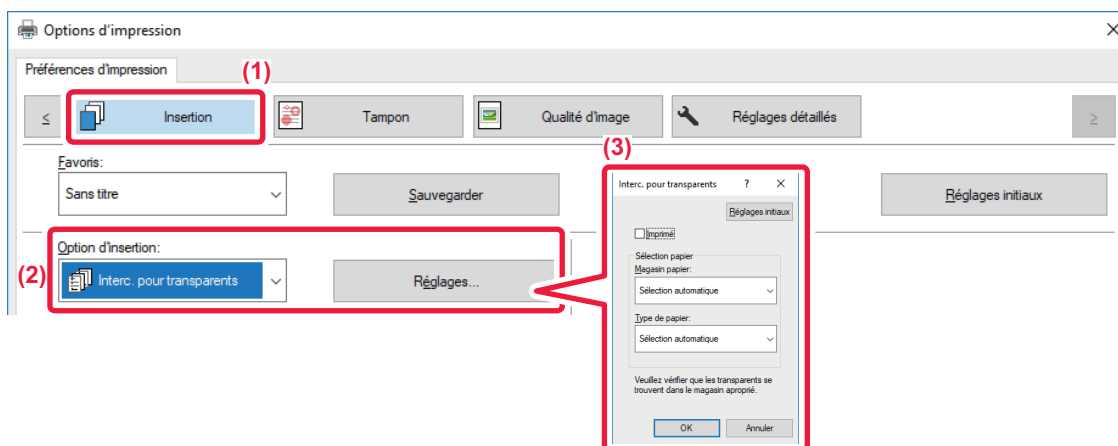 Options d'impression
Préférences d'impression
(1)
<
Insertion
Tampon
Qualité d'image
Réglages détaillés
>
Favoris:
Sans titre
Sauvegarder
Réglages initiaux
(2)
Option d'insertion:
Interc. pour transparents
Réglages...
(3)
Interc. pour transparents ?
Réglages initiaux
Imprimé
Sélection papier
Magasin papier:
Sélection automatique
Type de papier:
Sélection automatique
Veuillez vérifier que les transparents se
trouvent dans le magasin aproprié.
OK
Annuler